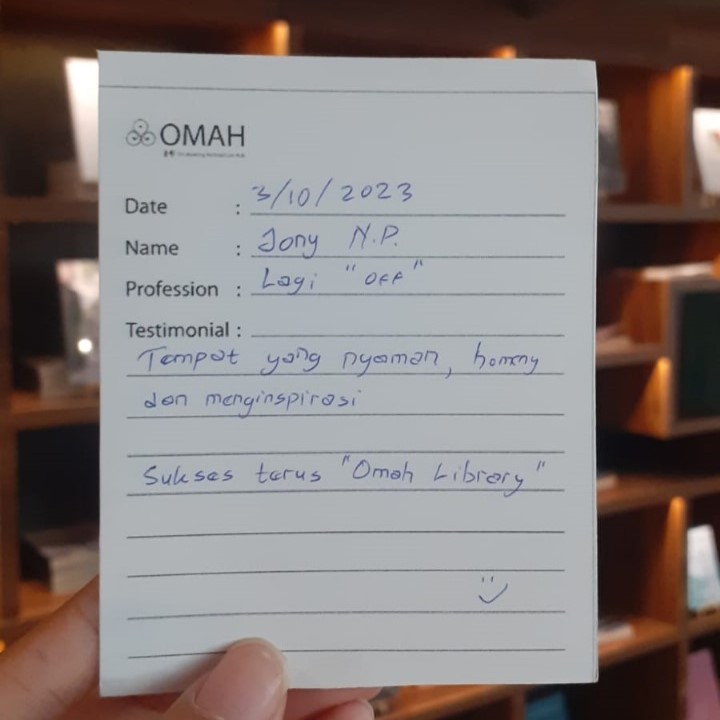 OMAH
Date : 3/10/2023
Name : Jony N.P.
Profession : Lagi "OFF"
Testimonial :
Tempat yang nyaman, hommy
dan menginspirasi
Sukses terus "Omah Library"